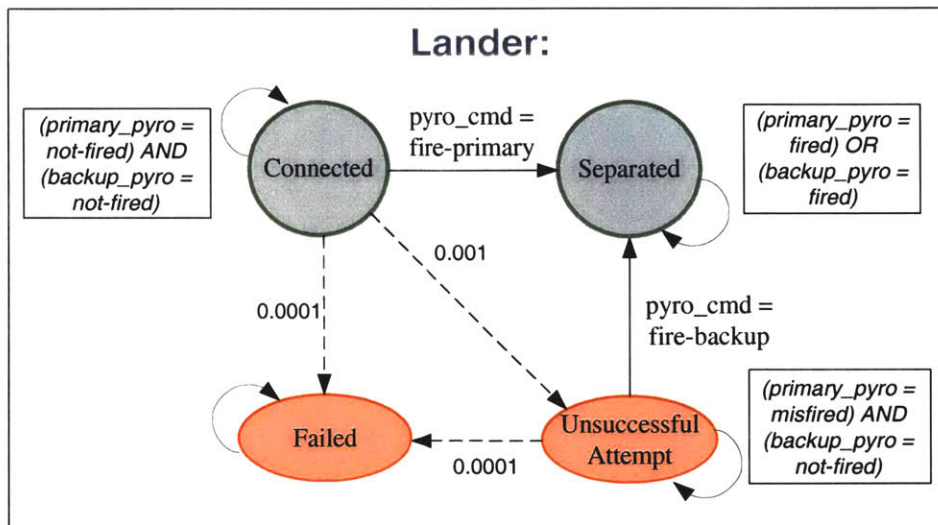 Lander:
(primary_pyro =
not-fired) AND
(backup_pyro =
not-fired)
Connected
pyro_cmd =
fire-primary
Separated
(primary_pyro =
fired) OR
(backup_pyro =
fired)
0.0001
0.001
pyro_cmd =
fire-backup
Failed
0.0001
Unsuccessful
Attempt
(primary_pyro =
misfired) AND
(backup_pyro =
not-fired)